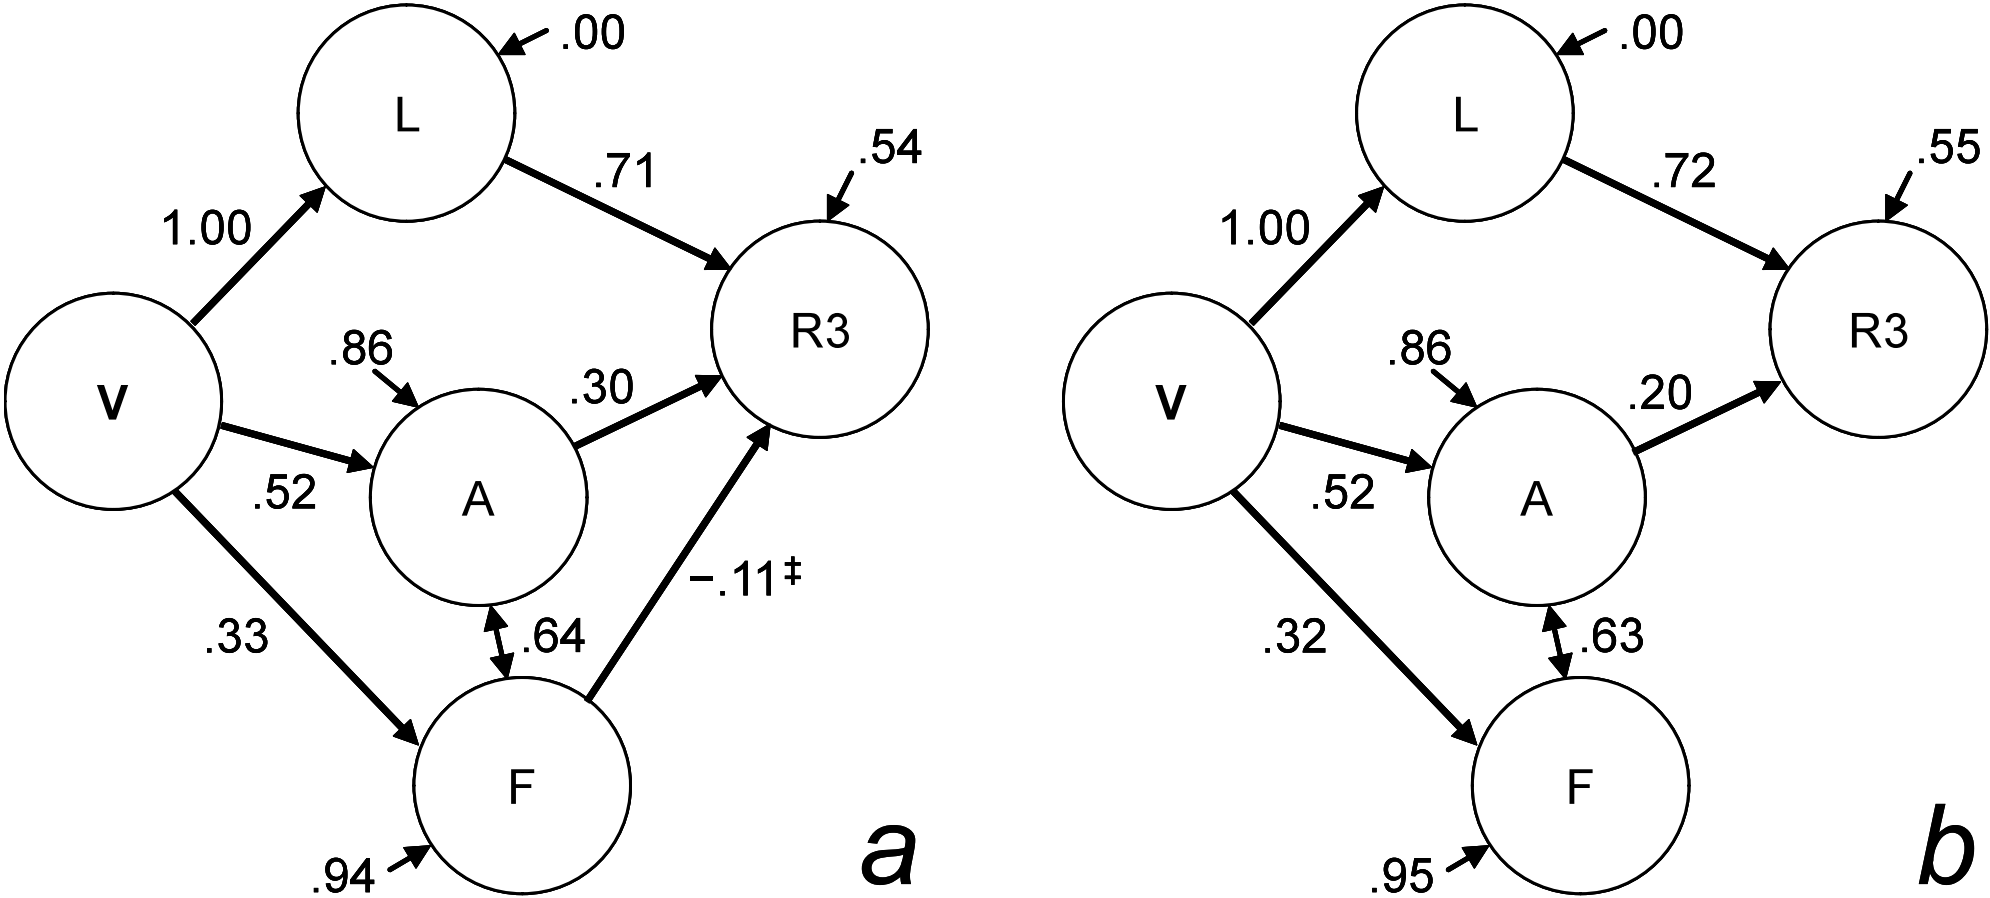 .00
L
.54
.71
1.00
R3
.86
.30
V
.52
A
−.11‡
.33
.64
F
.94
a
.00
L
.55
.72
1.00
R3
.86
.20
V
.52
A
.32
.63
F
.95
b